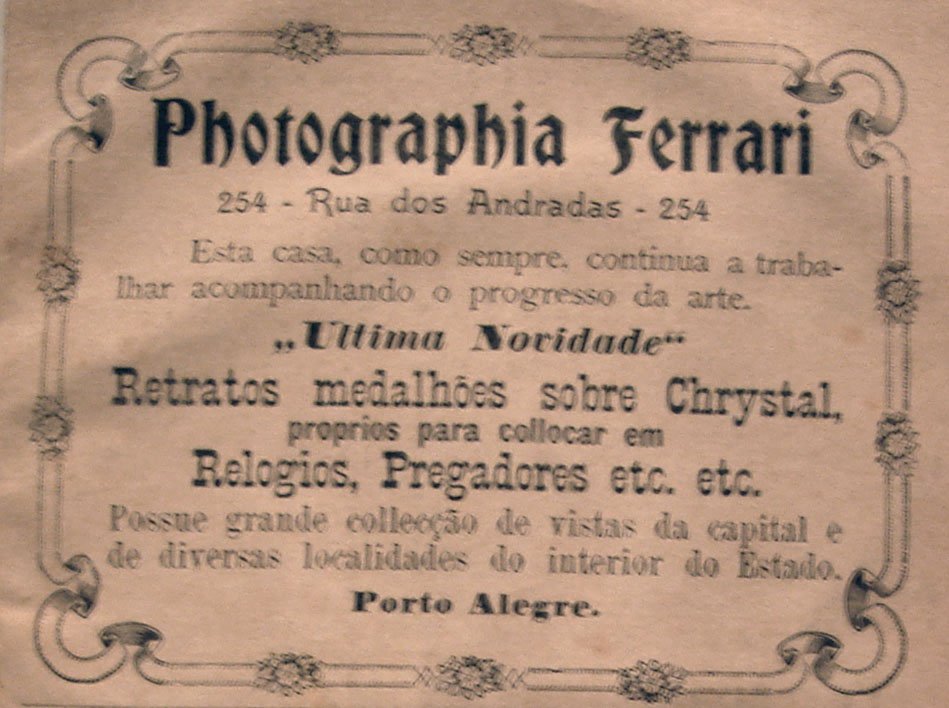 Photographia Ferrari
254 - Rua dos Andradas - 254
Esta casa, como sempre, continua a traba-
lhar acompanhando o progresso da arte.
„Ultima Novidade“
Retratos medalhões sobre Chrystal,
proprios para collocar em
Relogios, Pregadores etc. etc.
Possue grande collecção de vistas da capital e
de diversas localidades do interior do Estado.
Porto Alegre.